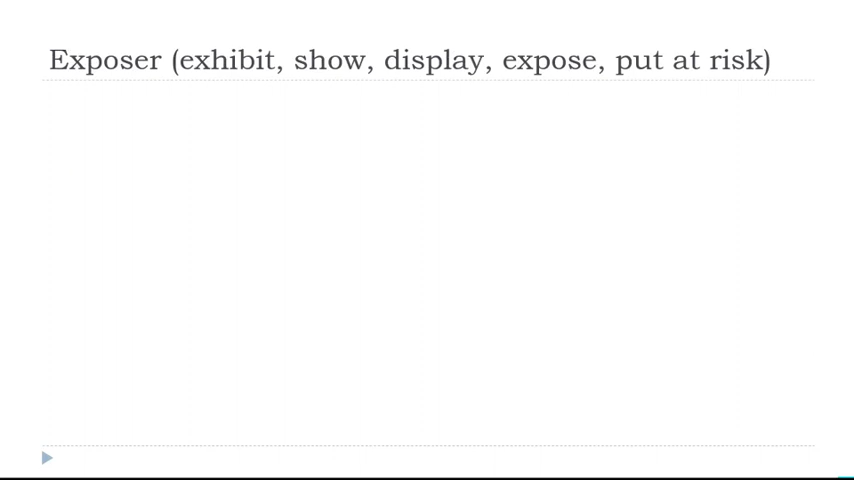 Exposer (exhibit, show, display, expose, put at risk)